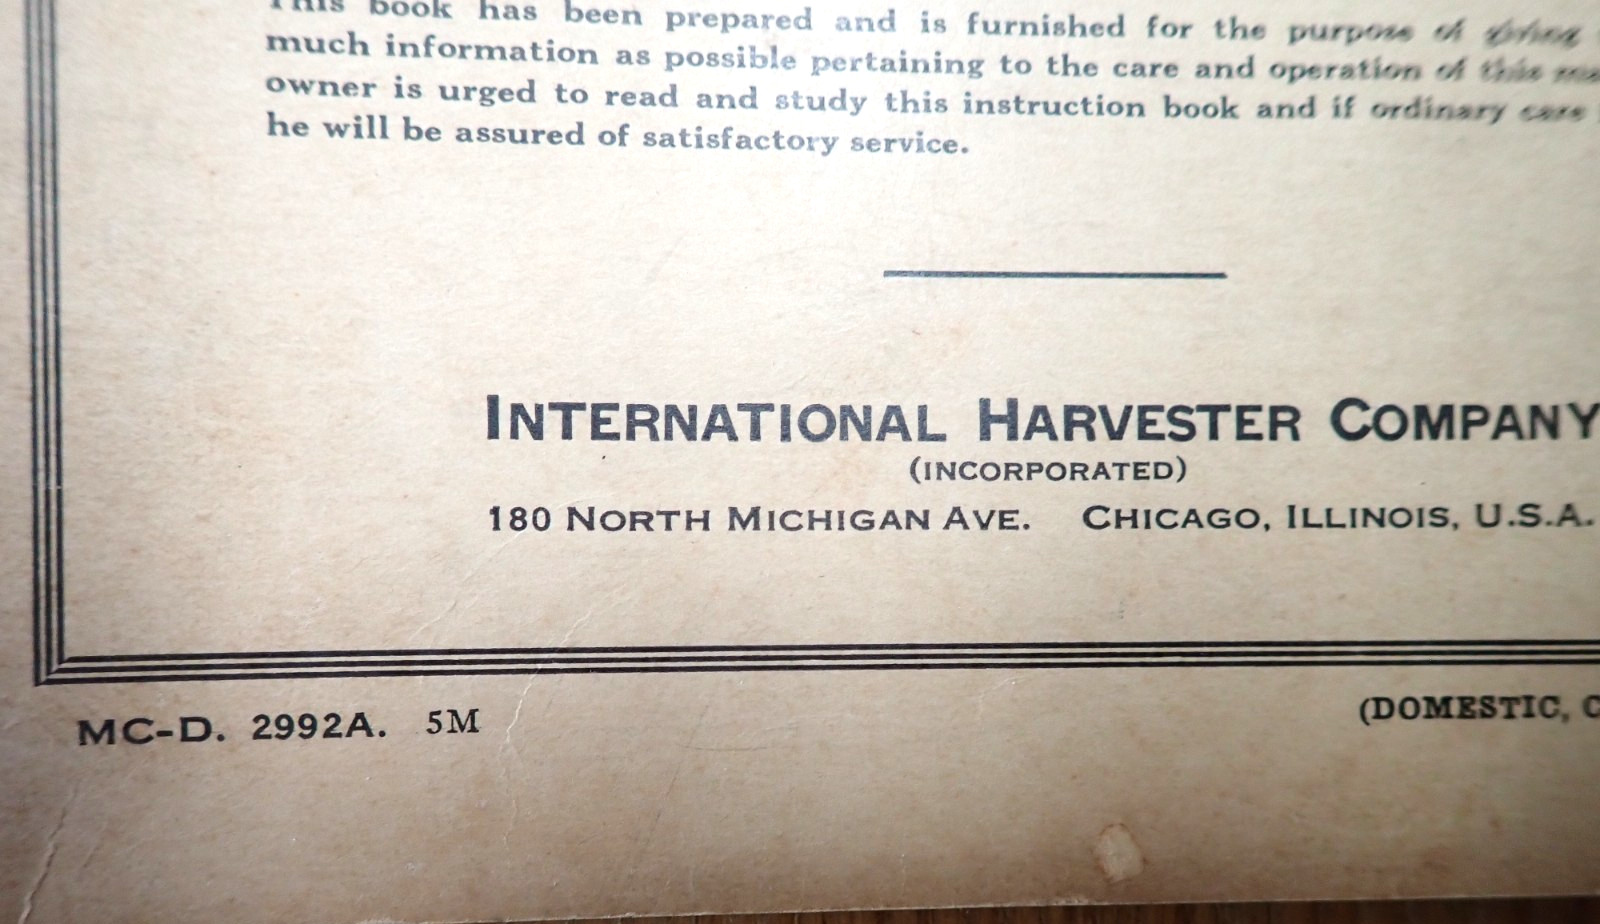 This book has been prepared and is furnished for the purpose of
much information as possible pertaining to the care and operation of this
owner is urged to read and study this instruction book and if ordinary care
he will be assured of satisfactory service.
INTERNATIONAL HARVESTER COMPANY
(INCORPORATED)
180 NORTH MICHIGAN AVE. CHICAGO, ILLINOIS, U.S.A.
MC-D. 2992A. 5M (DOMESTIC, C